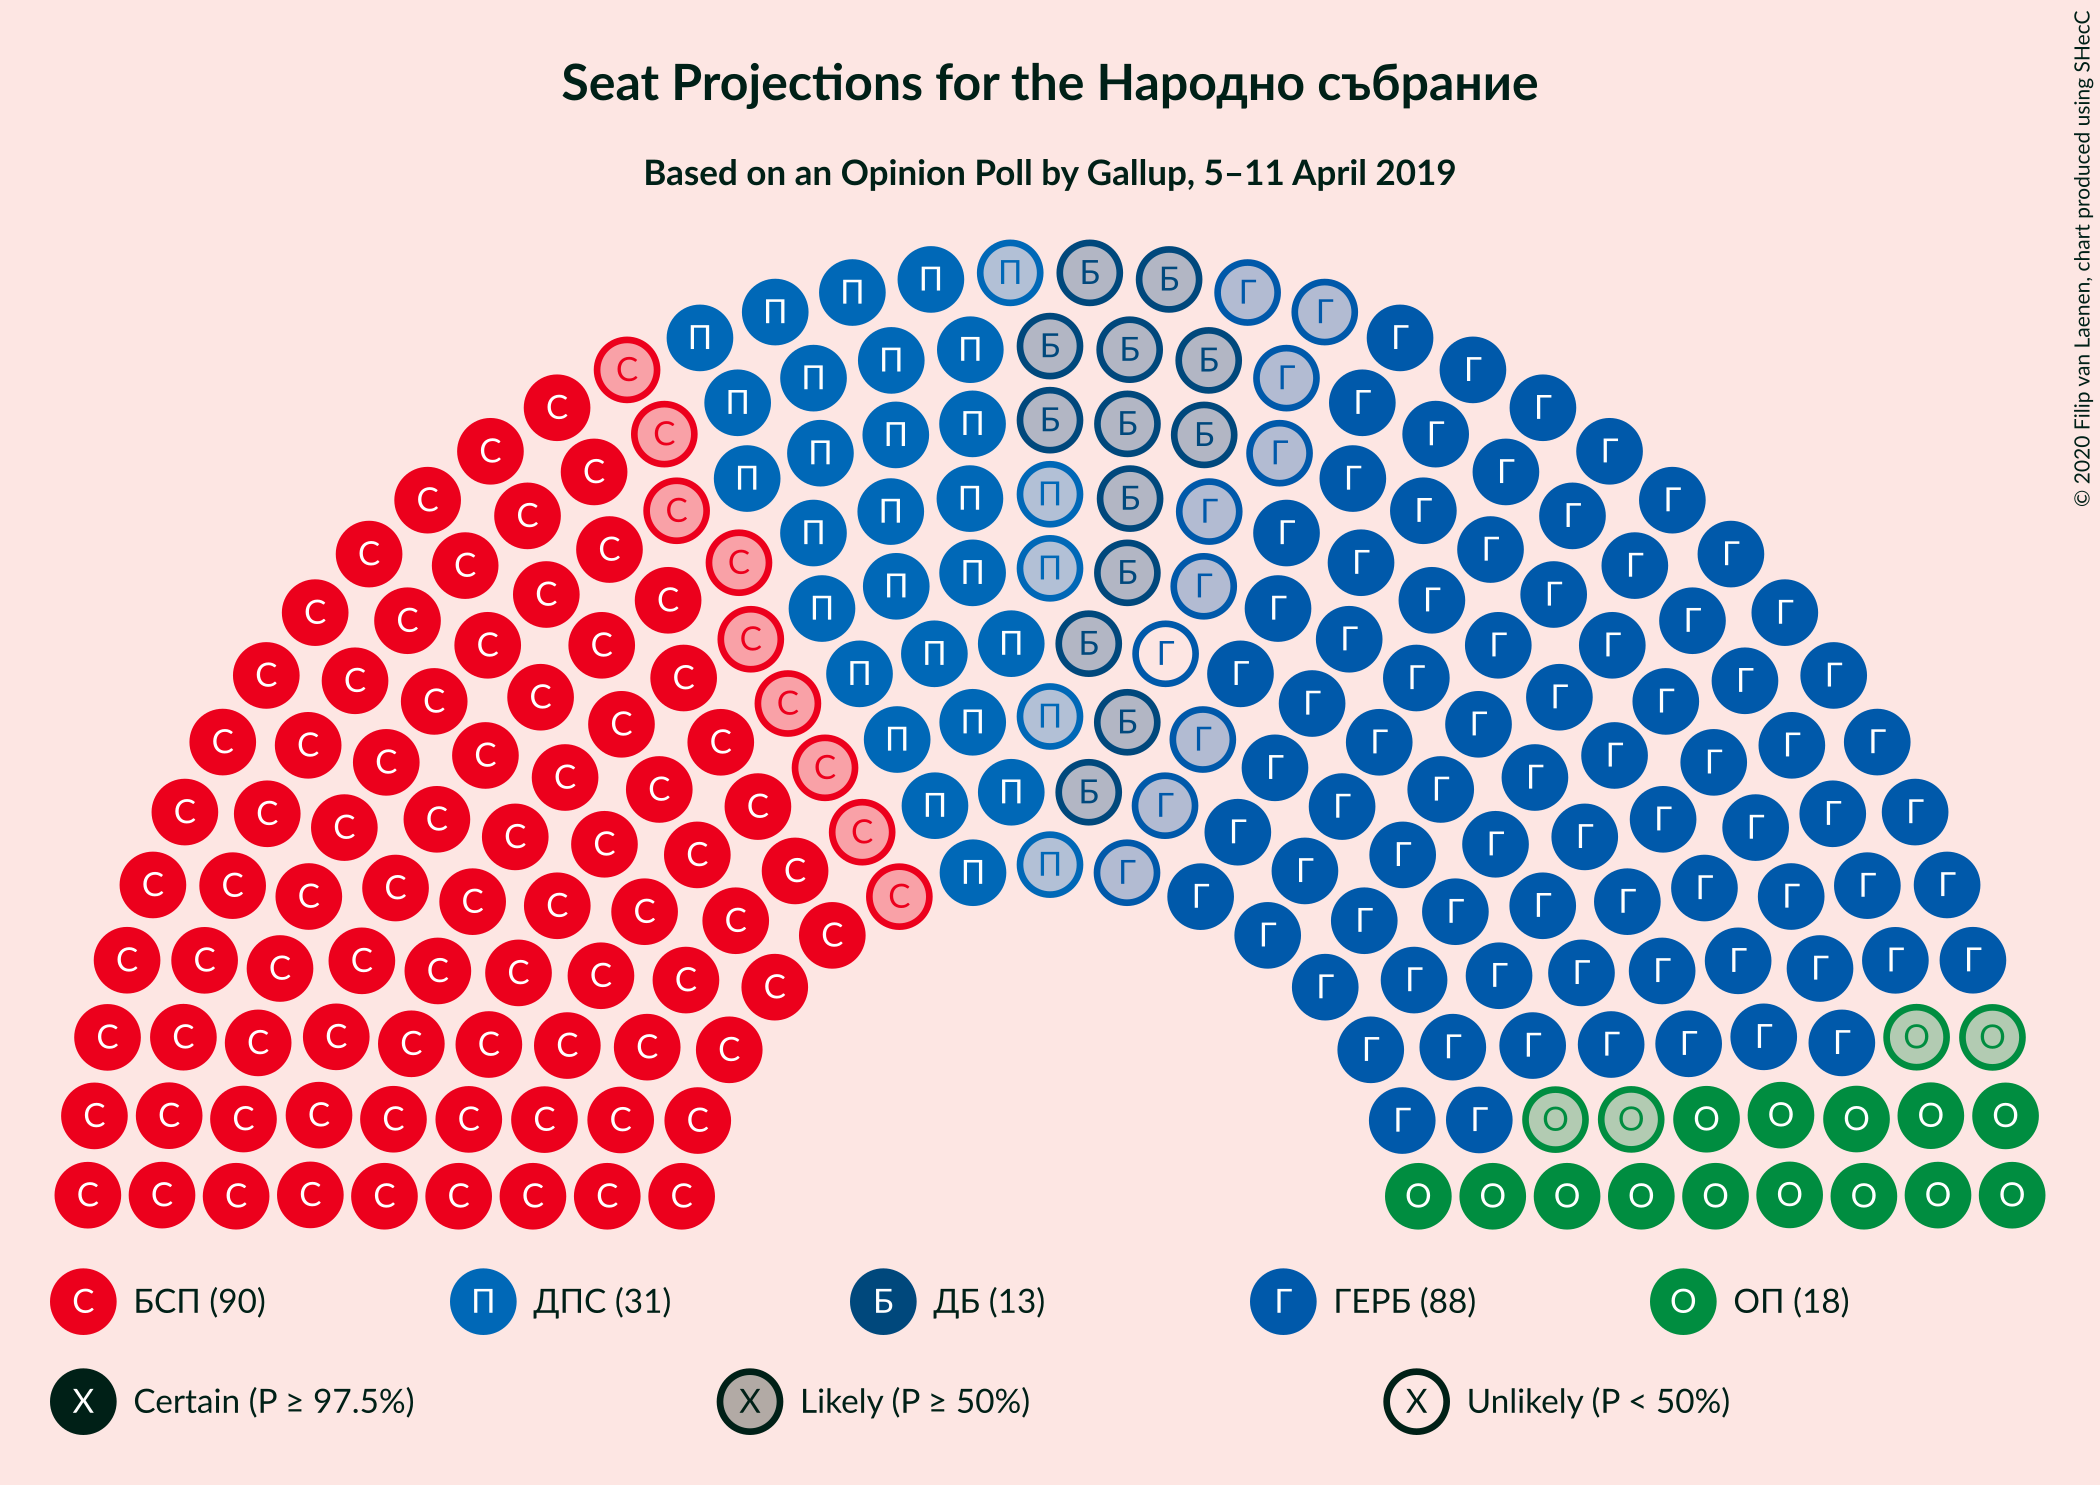 Seat Projections for the Народно събрание
Based on an Opinion Poll by Gallup, 5–11 April 2019
© 2020 Filip van Laenen, chart produced using SHecC
С БСП (90)
П ДПС (31)
Б ДБ (13)
Г ГЕРБ (88)
О ОП (18)
X Certain (P ≥ 97.5%)
X Likely (P ≥ 50%)
X Unlikely (P < 50%)